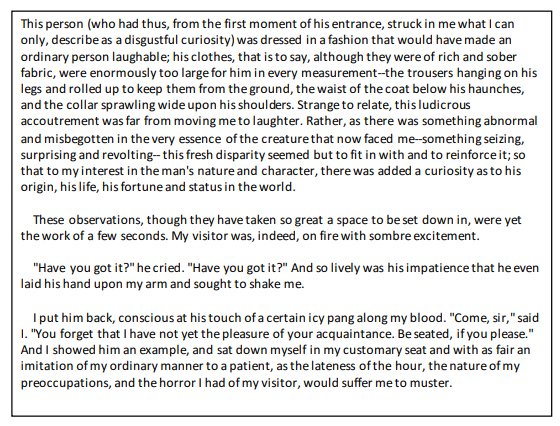 This person (who had thus, from the first moment of his entrance, struck in me what I can
only, describe as a disgustful curiosity) was dressed in a fashion that would have made an
ordinary person laughable; his clothes, that is to say, although they were of rich and sober
fabric, were enormously too large for him in every measurement--the trousers hanging on his
legs and rolled up to keep them from the ground, the waist of the coat below his haunches,
and the collar sprawling wide upon his shoulders. Strange to relate, this ludicrous
accoutrement was far from moving me to laughter. Rather, as there was something abnormal
and misbegotten in the very essence of the creature that now faced me--something seizing,
surprising and revolting-- this fresh disparity seemed but to fit in with and to reinforce it; so
that to my interest in the man's nature and character, there was added a curiosity as to his
origin, his life, his fortune and status in the world.
These observations, though they have taken so great a space to be set down in, were yet
the work of a few seconds. My visitor was, indeed, on fire with sombre excitement.
"Have you got it?" he cried. "Have you got it?" And so lively was his impatience that he even
laid his hand upon my arm and sought to shake me.
I put him back, conscious at his touch of a certain icy pang along my blood. "Come, sir," said
I. "You forget that I have not yet the pleasure of your acquaintance. Be seated, if you please."
And I showed him an example, and sat down myself in my customary seat and with as fair an
imitation of my ordinary manner to a patient, as the lateness of the hour, the nature of my
preoccupations, and the horror I had of my visitor, would suffer me to muster.